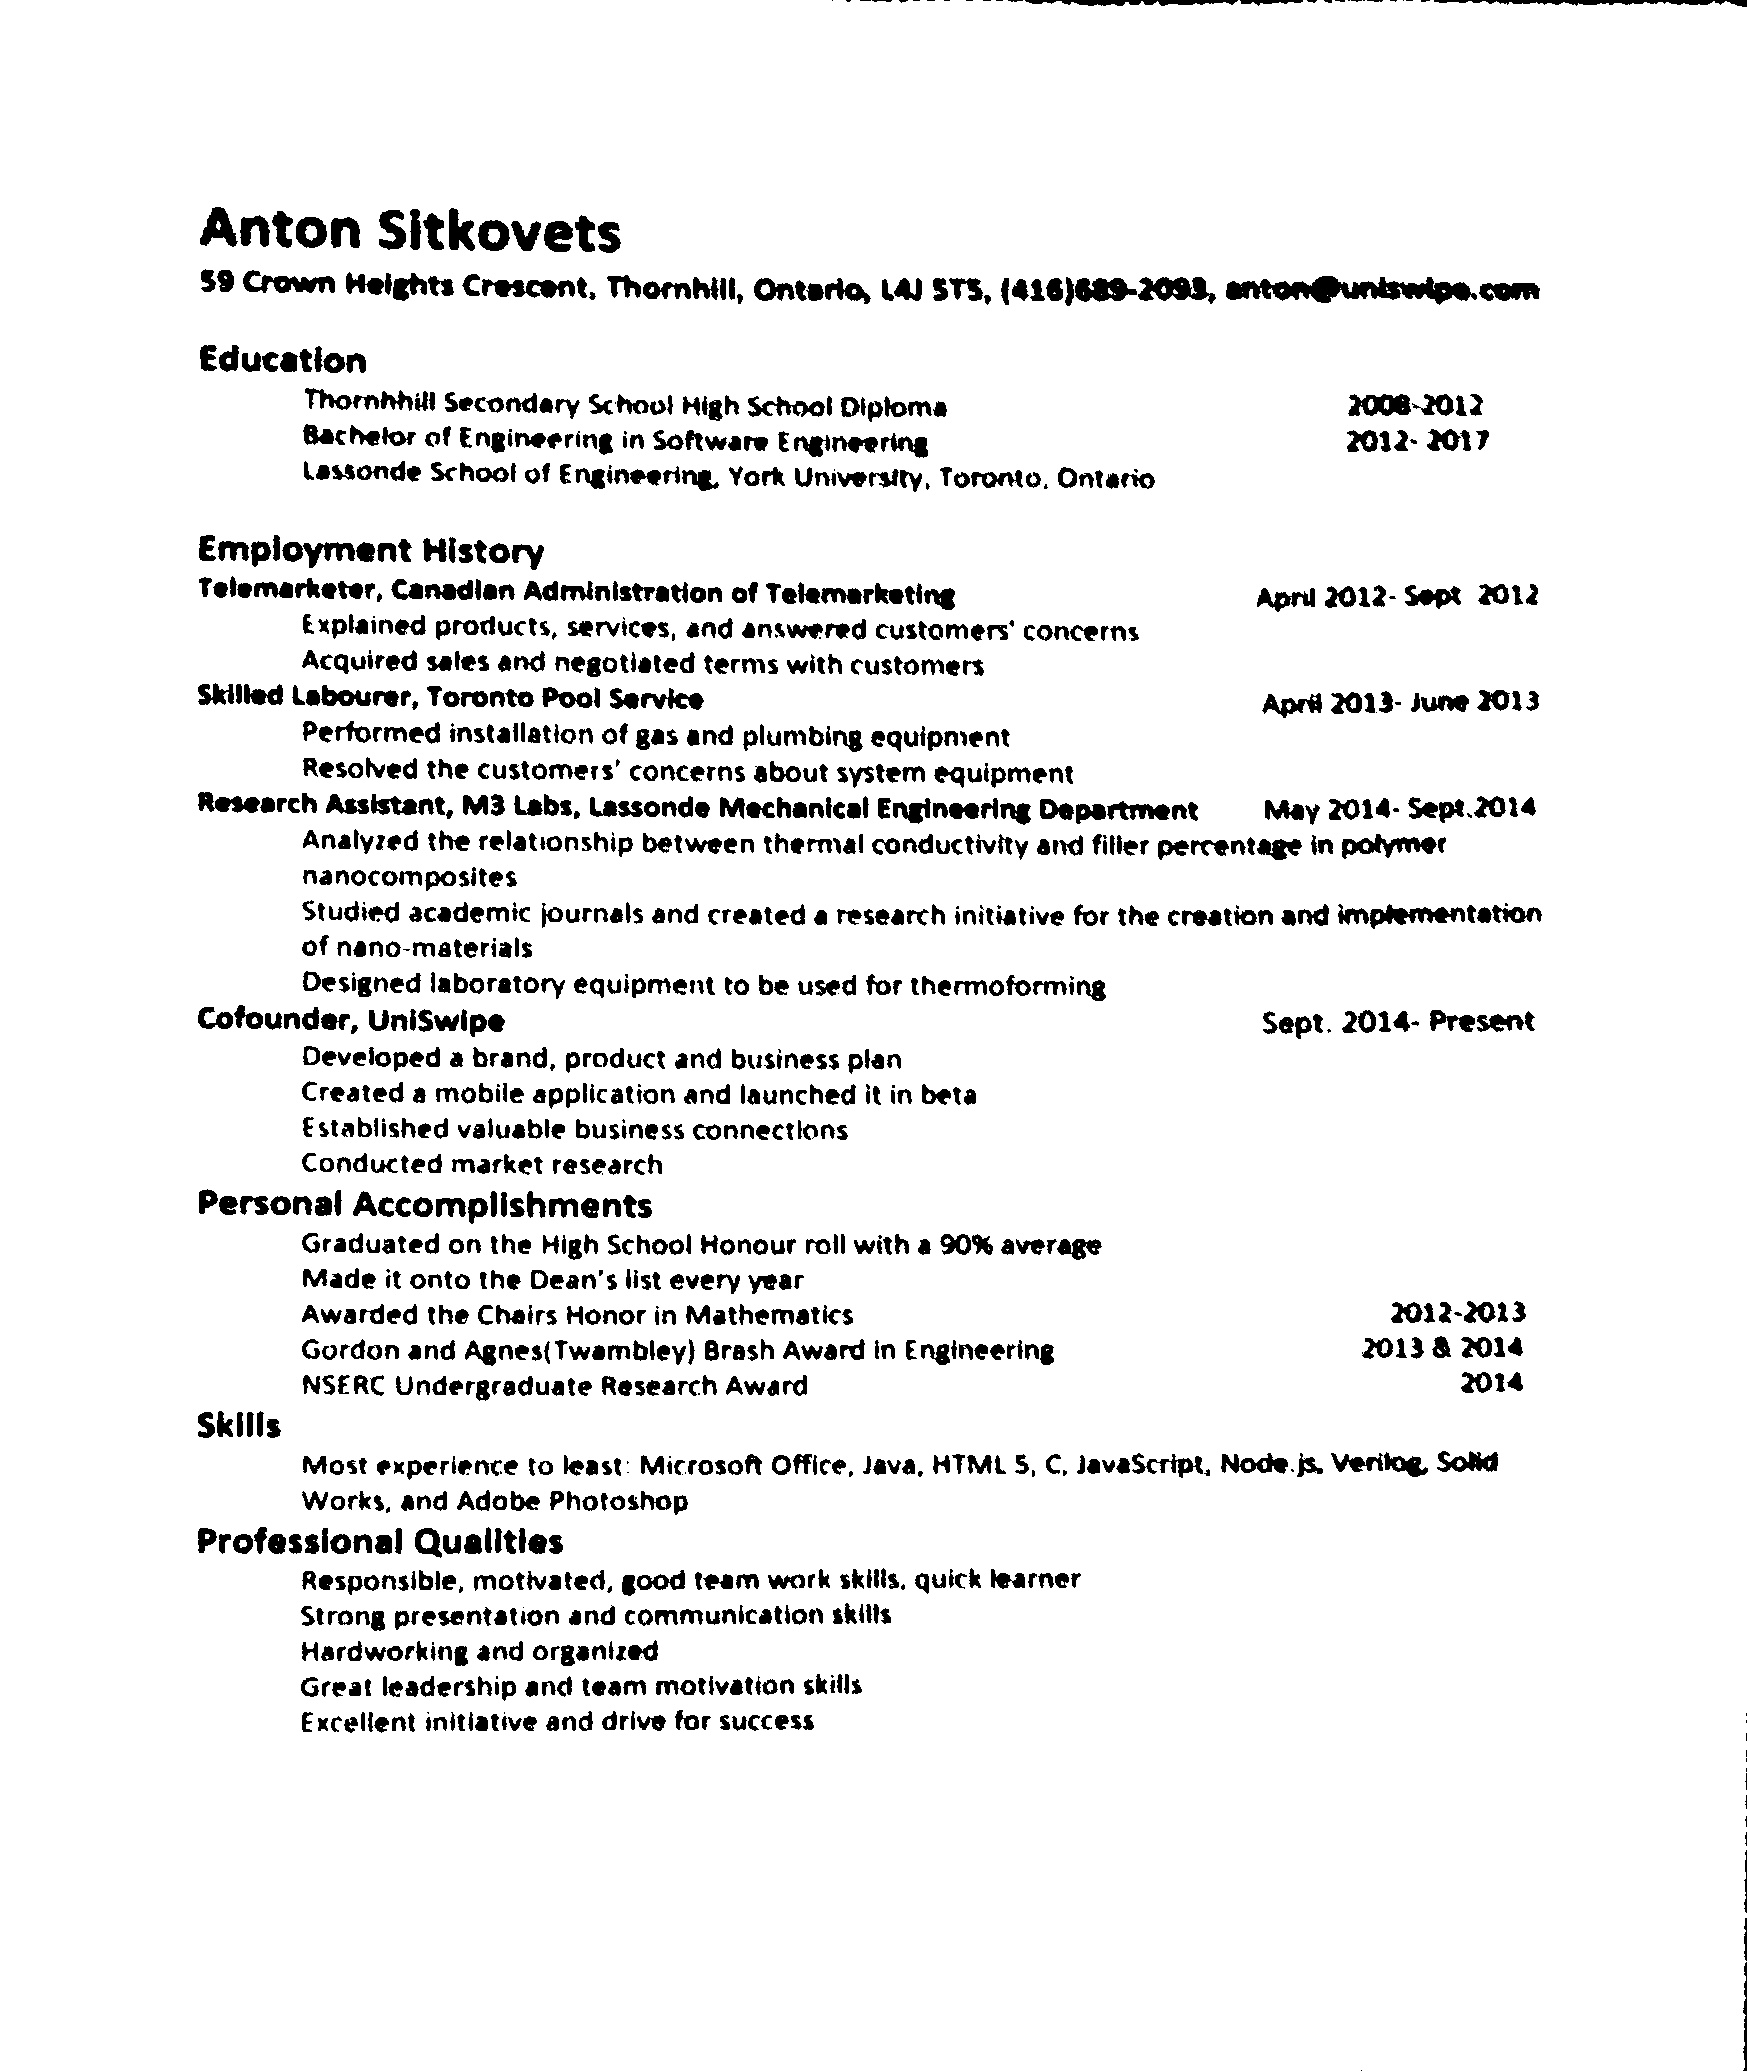 Anton Sitkovets
59 Crown Heights Crescent, Thornhill, Ontario, L4J 5T5, (416)689-2093, anton@uniswipe.com
Education
Thornhhill Secondary School High School Diploma 2008-2012
Bachelor of Engineering in Software Engineering 2012- 2017
Lassonde School of Engineering, York University, Toronto, Ontario
Employment History
Telemarketer, Canadian Administration of Telemarketing April 2012- Sept 2012
Explained products, services, and answered customers' concerns
Acquired sales and negotiated terms with customers
Skilled Labourer, Toronto Pool Service April 2013- June 2013
Performed installation of gas and plumbing equipment
Resolved the customers' concerns about system equipment
Research Assistant, M3 Labs, Lassonde Mechanical Engineering Department May 2014- Sept.2014
Analyzed the relationship between thermal conductivity and filler percentage in polymer
nanocomposites
Studied academic journals and created a research initiative for the creation and implementation
of nano-materials
Designed laboratory equipment to be used for thermoforming
Cofounder, UniSwipe Sept. 2014- Present
Developed a brand, product and business plan
Created a mobile application and launched it in beta
Established valuable business connections
Conducted market research
Personal Accomplishments
Graduated on the High School Honour roll with a 90% average
Made it onto the Dean's list every year
Awarded the Chairs Honor in Mathematics 2012-2013
Gordon and Agnes(Twambley) Brash Award in Engineering 2013 & 2014
NSERC Undergraduate Research Award 2014
Skills
Most experience to least: Microsoft Office, Java, HTML 5, C, JavaScript, Node.js, Verilog, Solid
Works, and Adobe Photoshop
Professional Qualities
Responsible, motivated, good team work skills, quick learner
Strong presentation and communication skills
Hardworking and organized
Great leadership and team motivation skills
Excellent initiative and drive for success